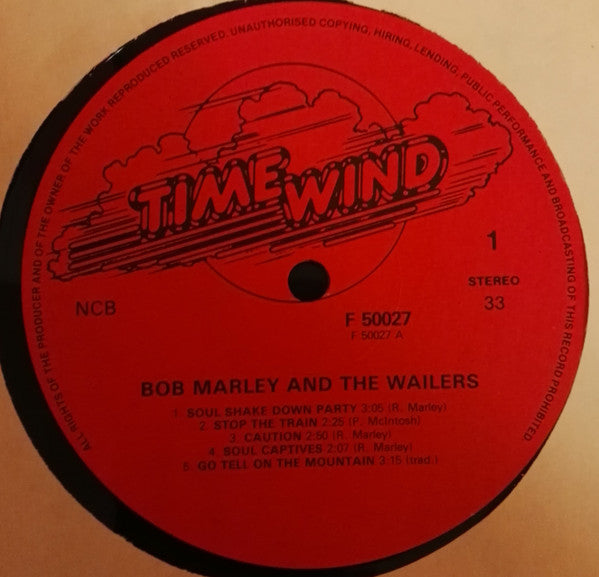 ALL RIGHTS OF THE PRODUCER AND OF THE OWNER OF THE WORK REPRODUCED RESERVED. UNAUTHORISED COPYING, HIRING, LENDING, PUBLIC PERFORMANCE AND BROADCASTING OF THIS RECORD PROHIBITED
TIME WIND
1
STEREO
33
NCB
F 50027
F 50027 A
BOB MARLEY AND THE WAILERS
1. SOUL SHAKE DOWN PARTY 3:05 (R. Marley)
2. STOP THE TRAIN 2:25 (P. McIntosh)
3. CAUTION 2:50 (R. Marley)
4. SOUL CAPTIVES 2:07 (R. Marley)
5. GO TELL ON THE MOUNTAIN 3:15 (trad.)